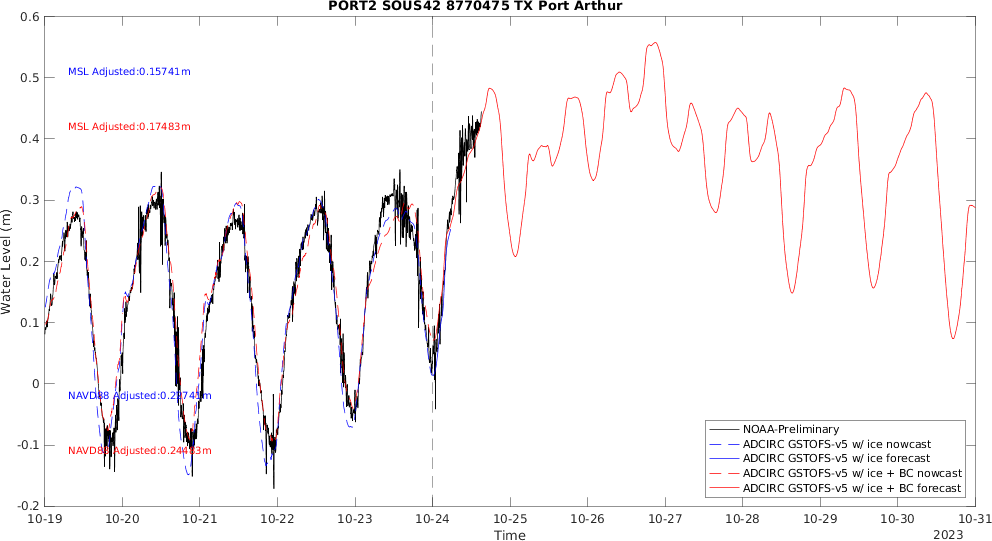 PORT2 SOUS42 8770475 TX Port Arthur
0.6
0.5
0.4
0.3
0.2
0.1
0
-0.1
-0.2
Water Level (m)
MSL Adjusted:0.15741m
MSL Adjusted:0.17483m
NAVD88 Adjusted:0.22741m
NAVD88 Adjusted:0.24483m
NOAA-Preliminary
ADCIRC GSTOFS-v5 w/ ice nowcast
ADCIRC GSTOFS-v5 w/ ice forecast
ADCIRC GSTOFS-v5 w/ ice + BC nowcast
ADCIRC GSTOFS-v5 w/ ice + BC forecast
10-19 10-20 10-21 10-22 10-23 10-24 10-25 10-26 10-27 10-28 10-29 10-30 10-31
Time
2023